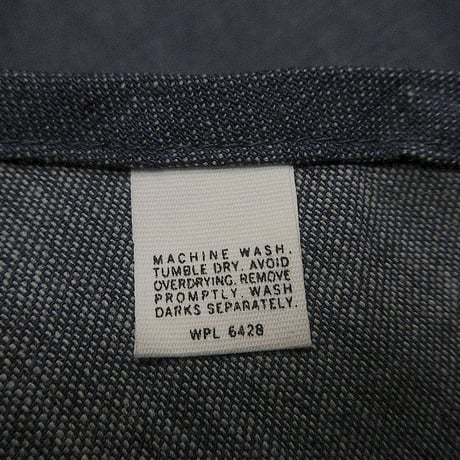 MACHINE WASH.
TUMBLE DRY. AVOID
OVERDRYING. REMOVE
PROMPTLY. WASH
DARKS SEPARATELY.
WPL 6428